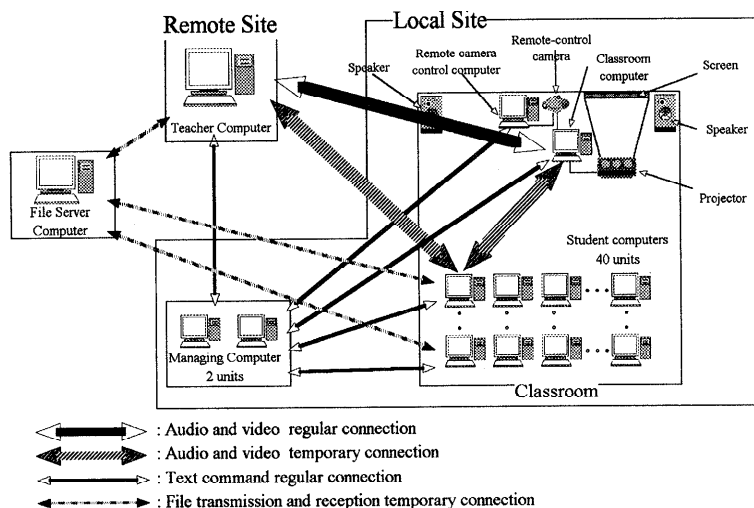 Remote Site
Local Site
Teacher Computer
File Server
Computer
Speaker
Remote camera
control computer
Remote-control
camera
Classroom
computer
Screen
Speaker
Projector
Student computers
40 units
Managing Computer
2 units
Classroom
: Audio and video regular connection
: Audio and video temporary connection
: Text command regular connection
: File transmission and reception temporary connection